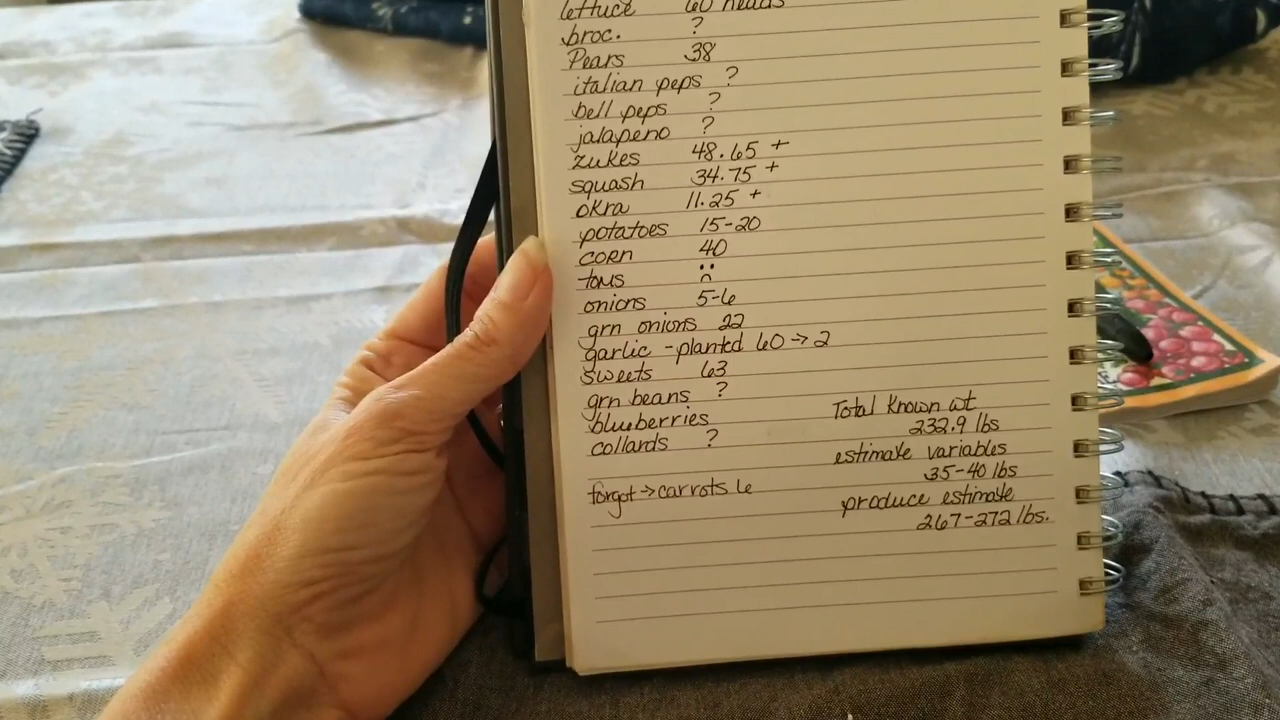 lettuce 60 heads
broc. ?
Pears 38
italian peps ?
bell peps ?
jalapeno ?
zukes 48.65 +
squash 34.75 +
okra 11.25 +
potatoes 15-20
corn 40
toms :(
onions 5-6
grn onions 22
garlic - planted 60 → 2
sweets 63
grn beans ?
blueberries
collards ?
forgot → carrots 6
Total Known wt
232.9 lbs
estimate variables
35-40 lbs
produce estimate
267-272 lbs.